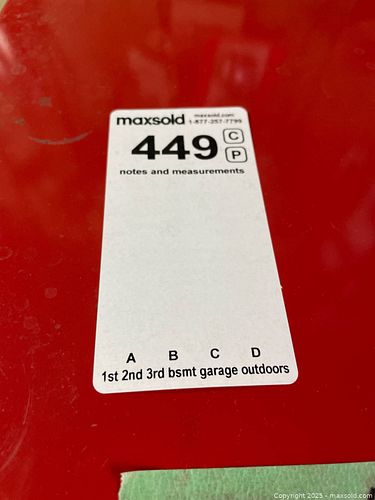 maxsold maxsold.com
1-877-257-7799
449 C
P
notes and measurements
A B C D
1st 2nd 3rd bsmt garage outdoors
Copyright 2025 - maxsold.com